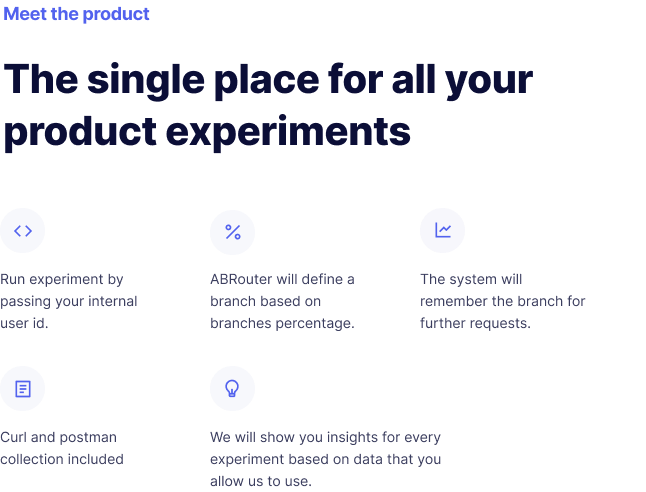 Meet the product
The single place for all your
product experiments
Run experiment by
passing your internal
user id.
ABRouter will define a
branch based on
branches percentage.
The system will
remember the branch for
further requests.
Curl and postman
collection included
We will show you insights for every
experiment based on data that you
allow us to use.